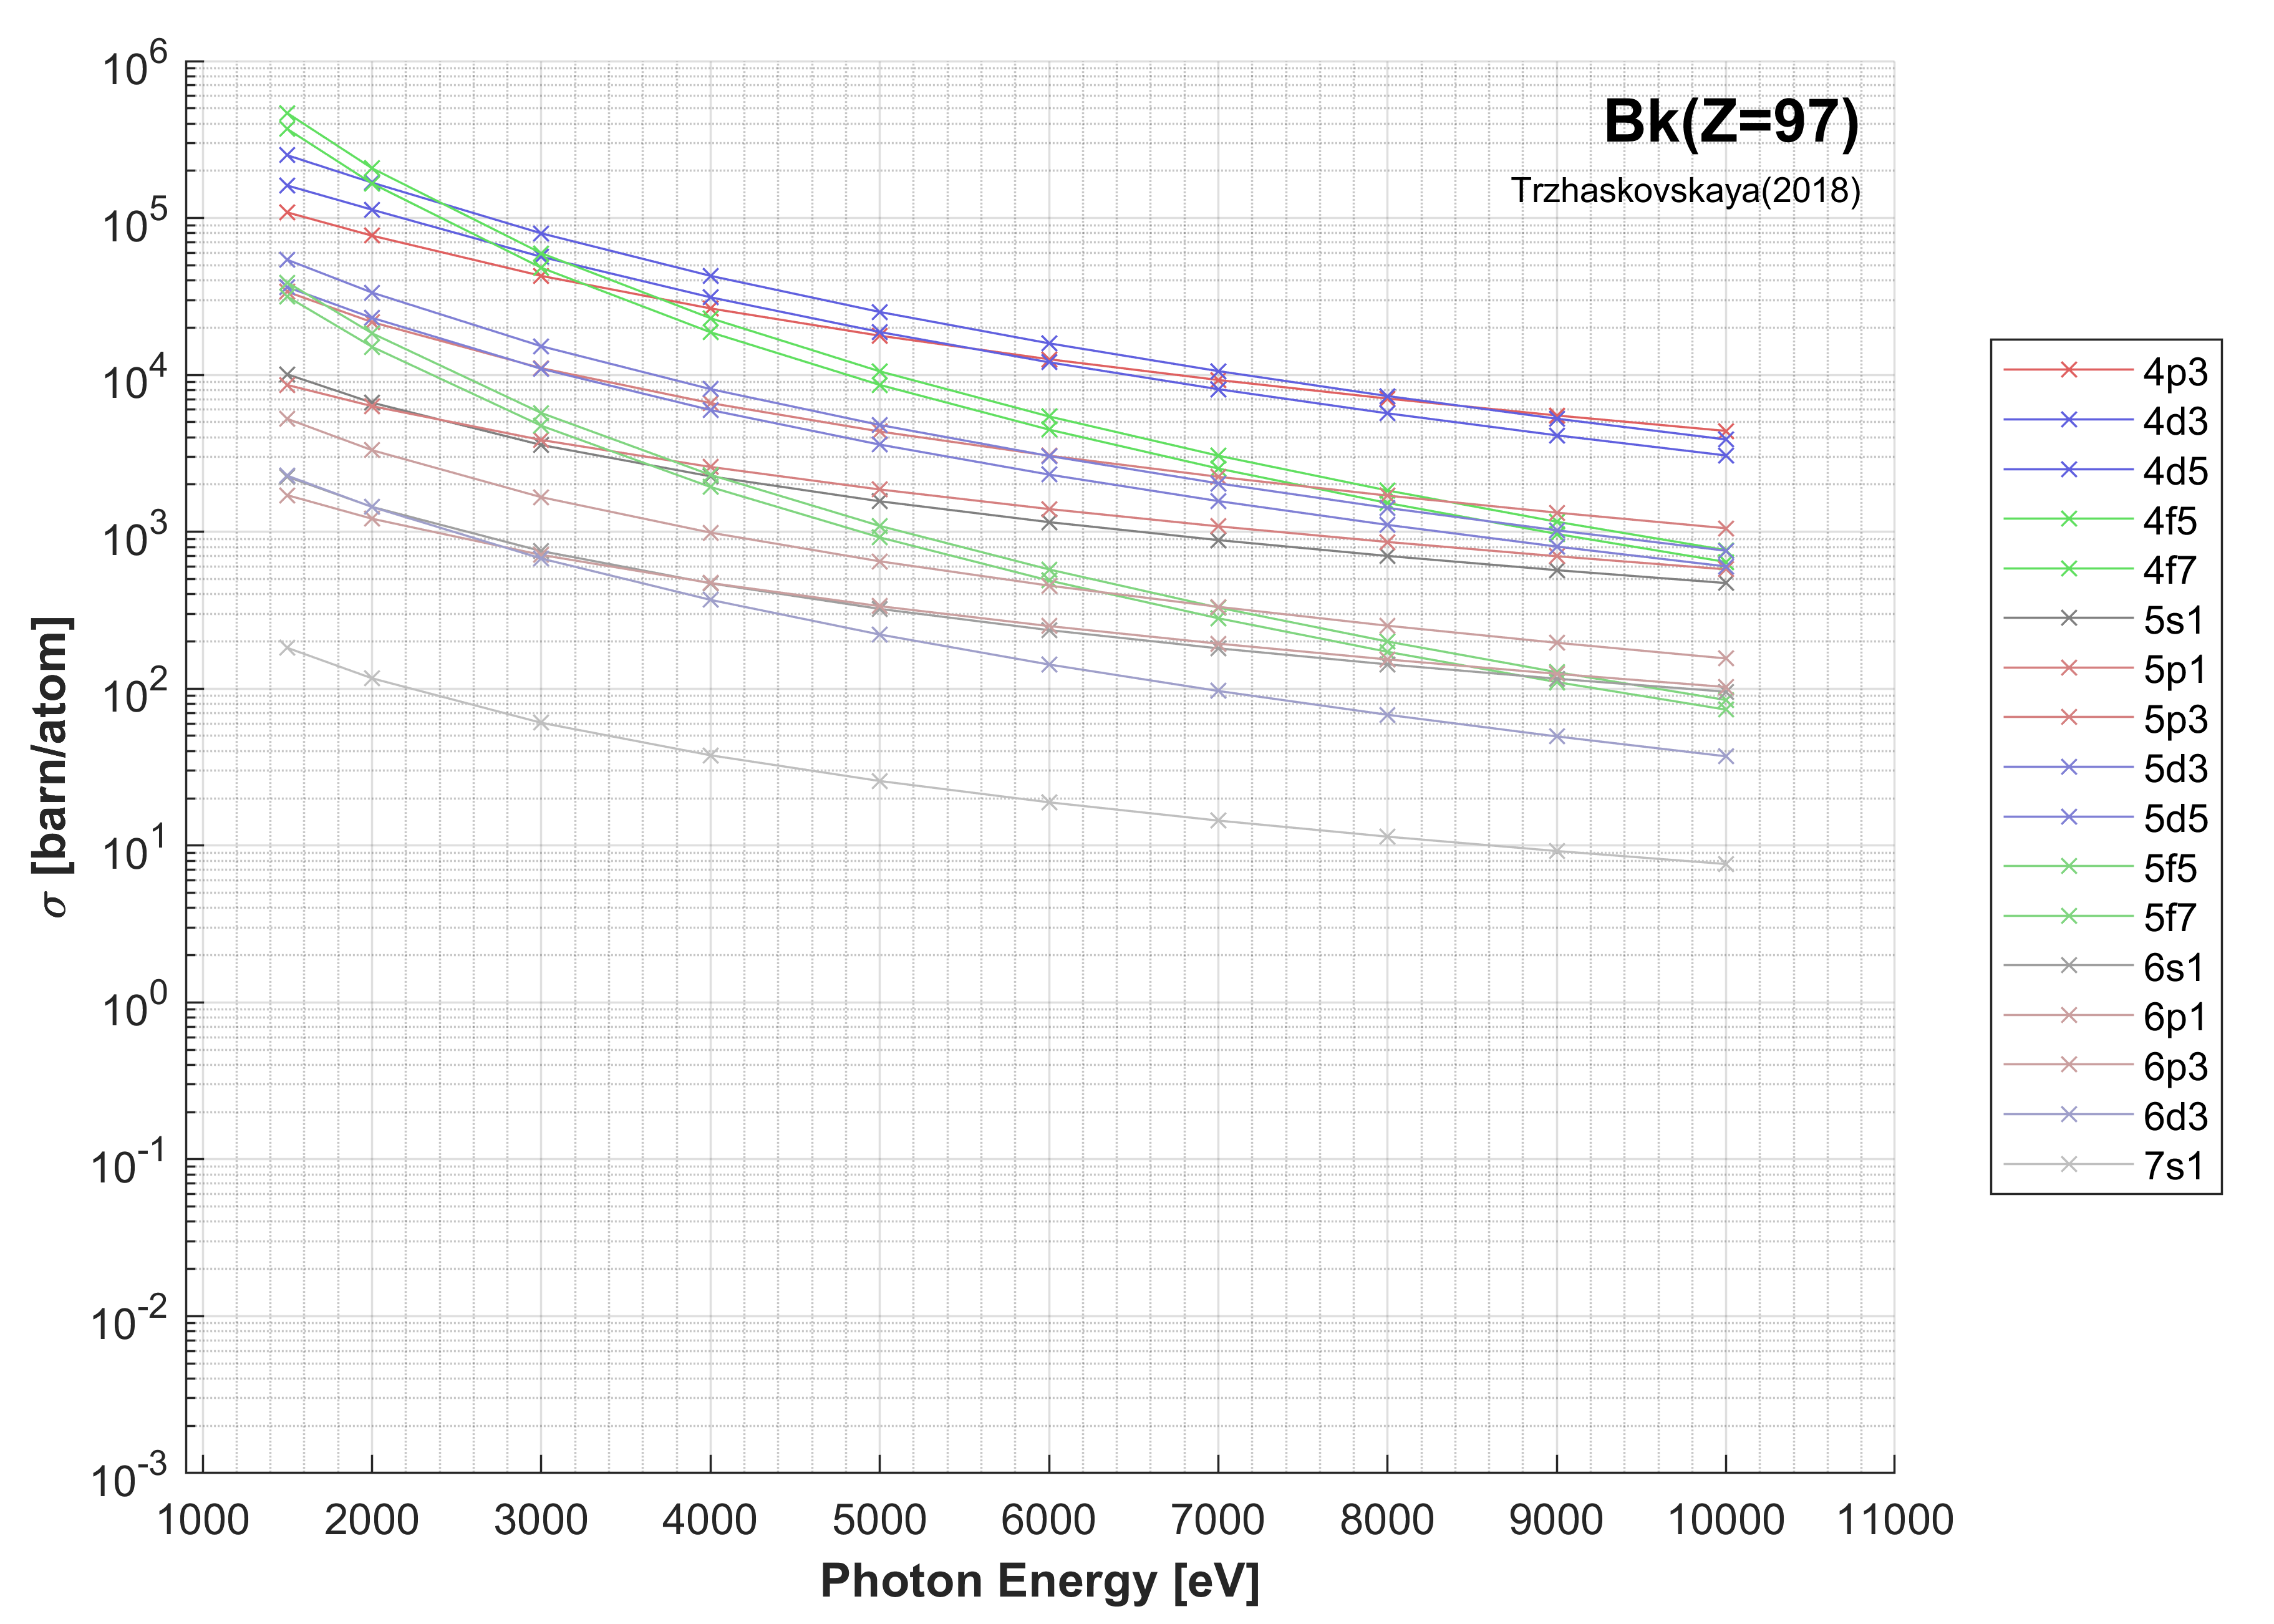 Bk(Z=97)
Trzhaskovskaya(2018)
σ [barn/atom]
10^6
10^5
10^4
10^3
10^2
10^1
10^0
10^-1
10^-2
10^-3
1000 2000 3000 4000 5000 6000 7000 8000 9000 10000 11000
Photon Energy [eV]
4p3
4d3
4d5
4f5
4f7
5s1
5p1
5p3
5d3
5d5
5f5
5f7
6s1
6p1
6p3
6d3
7s1